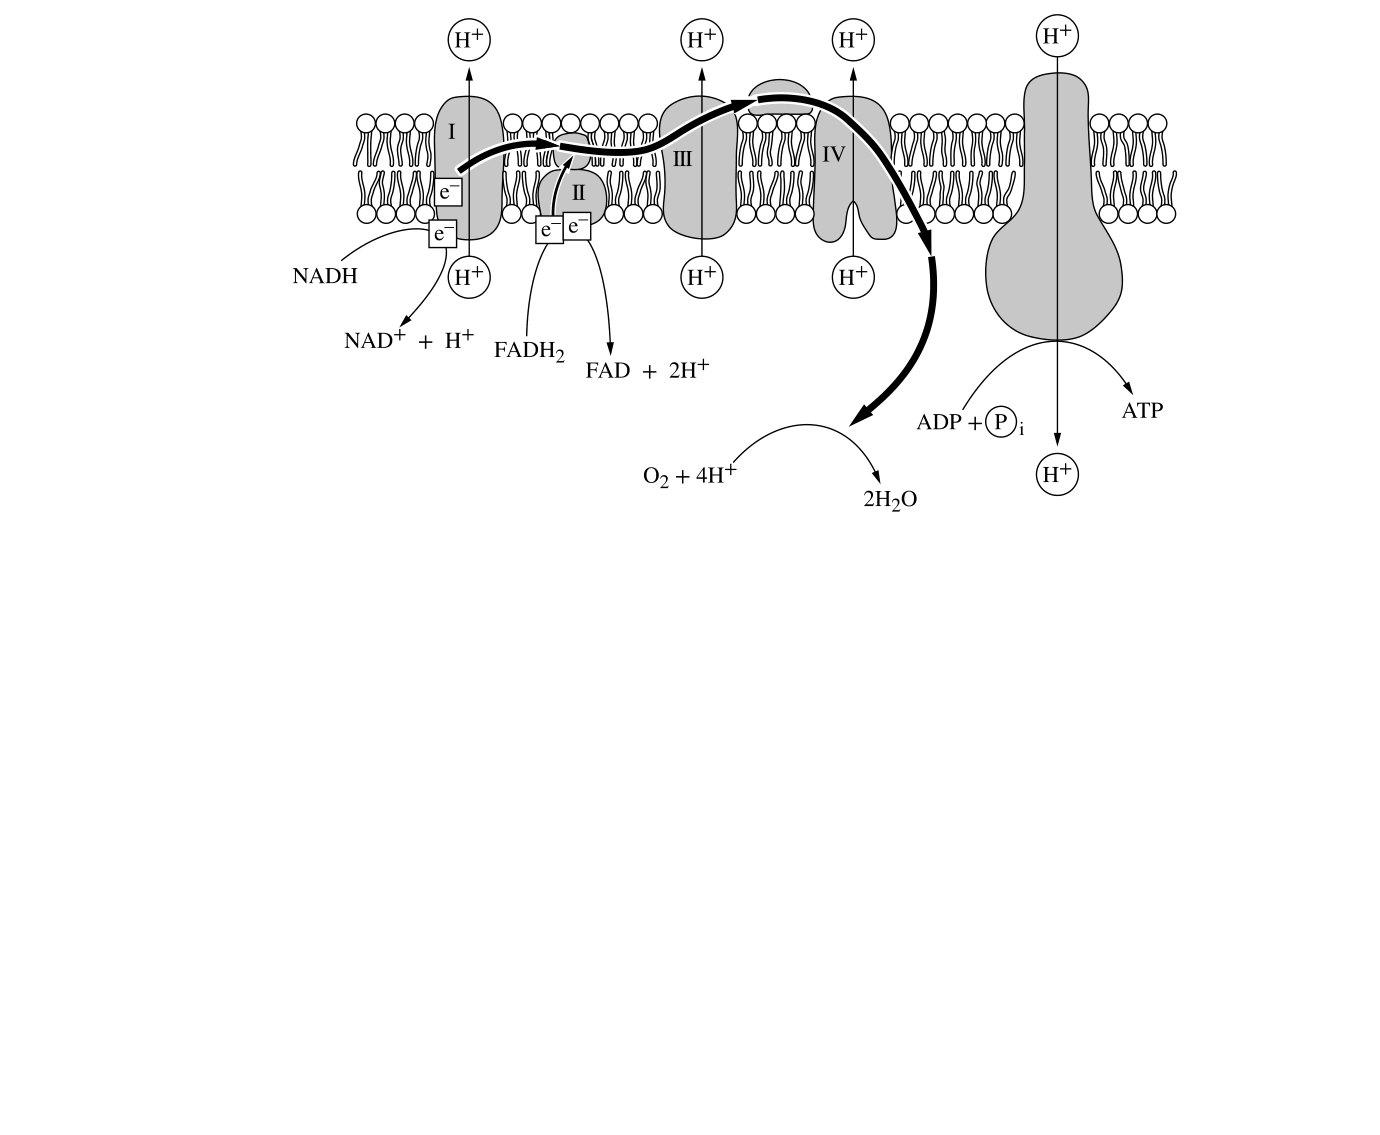 H⁺ H⁺ H⁺ H⁺
I
III
IV
II
e⁻
e⁻
e⁻ e⁻
NADH
H⁺ H⁺ H⁺
NAD⁺ + H⁺
FADH₂
FAD + 2H⁺
ADP + P i
ATP
O₂ + 4H⁺
2H₂O
H⁺